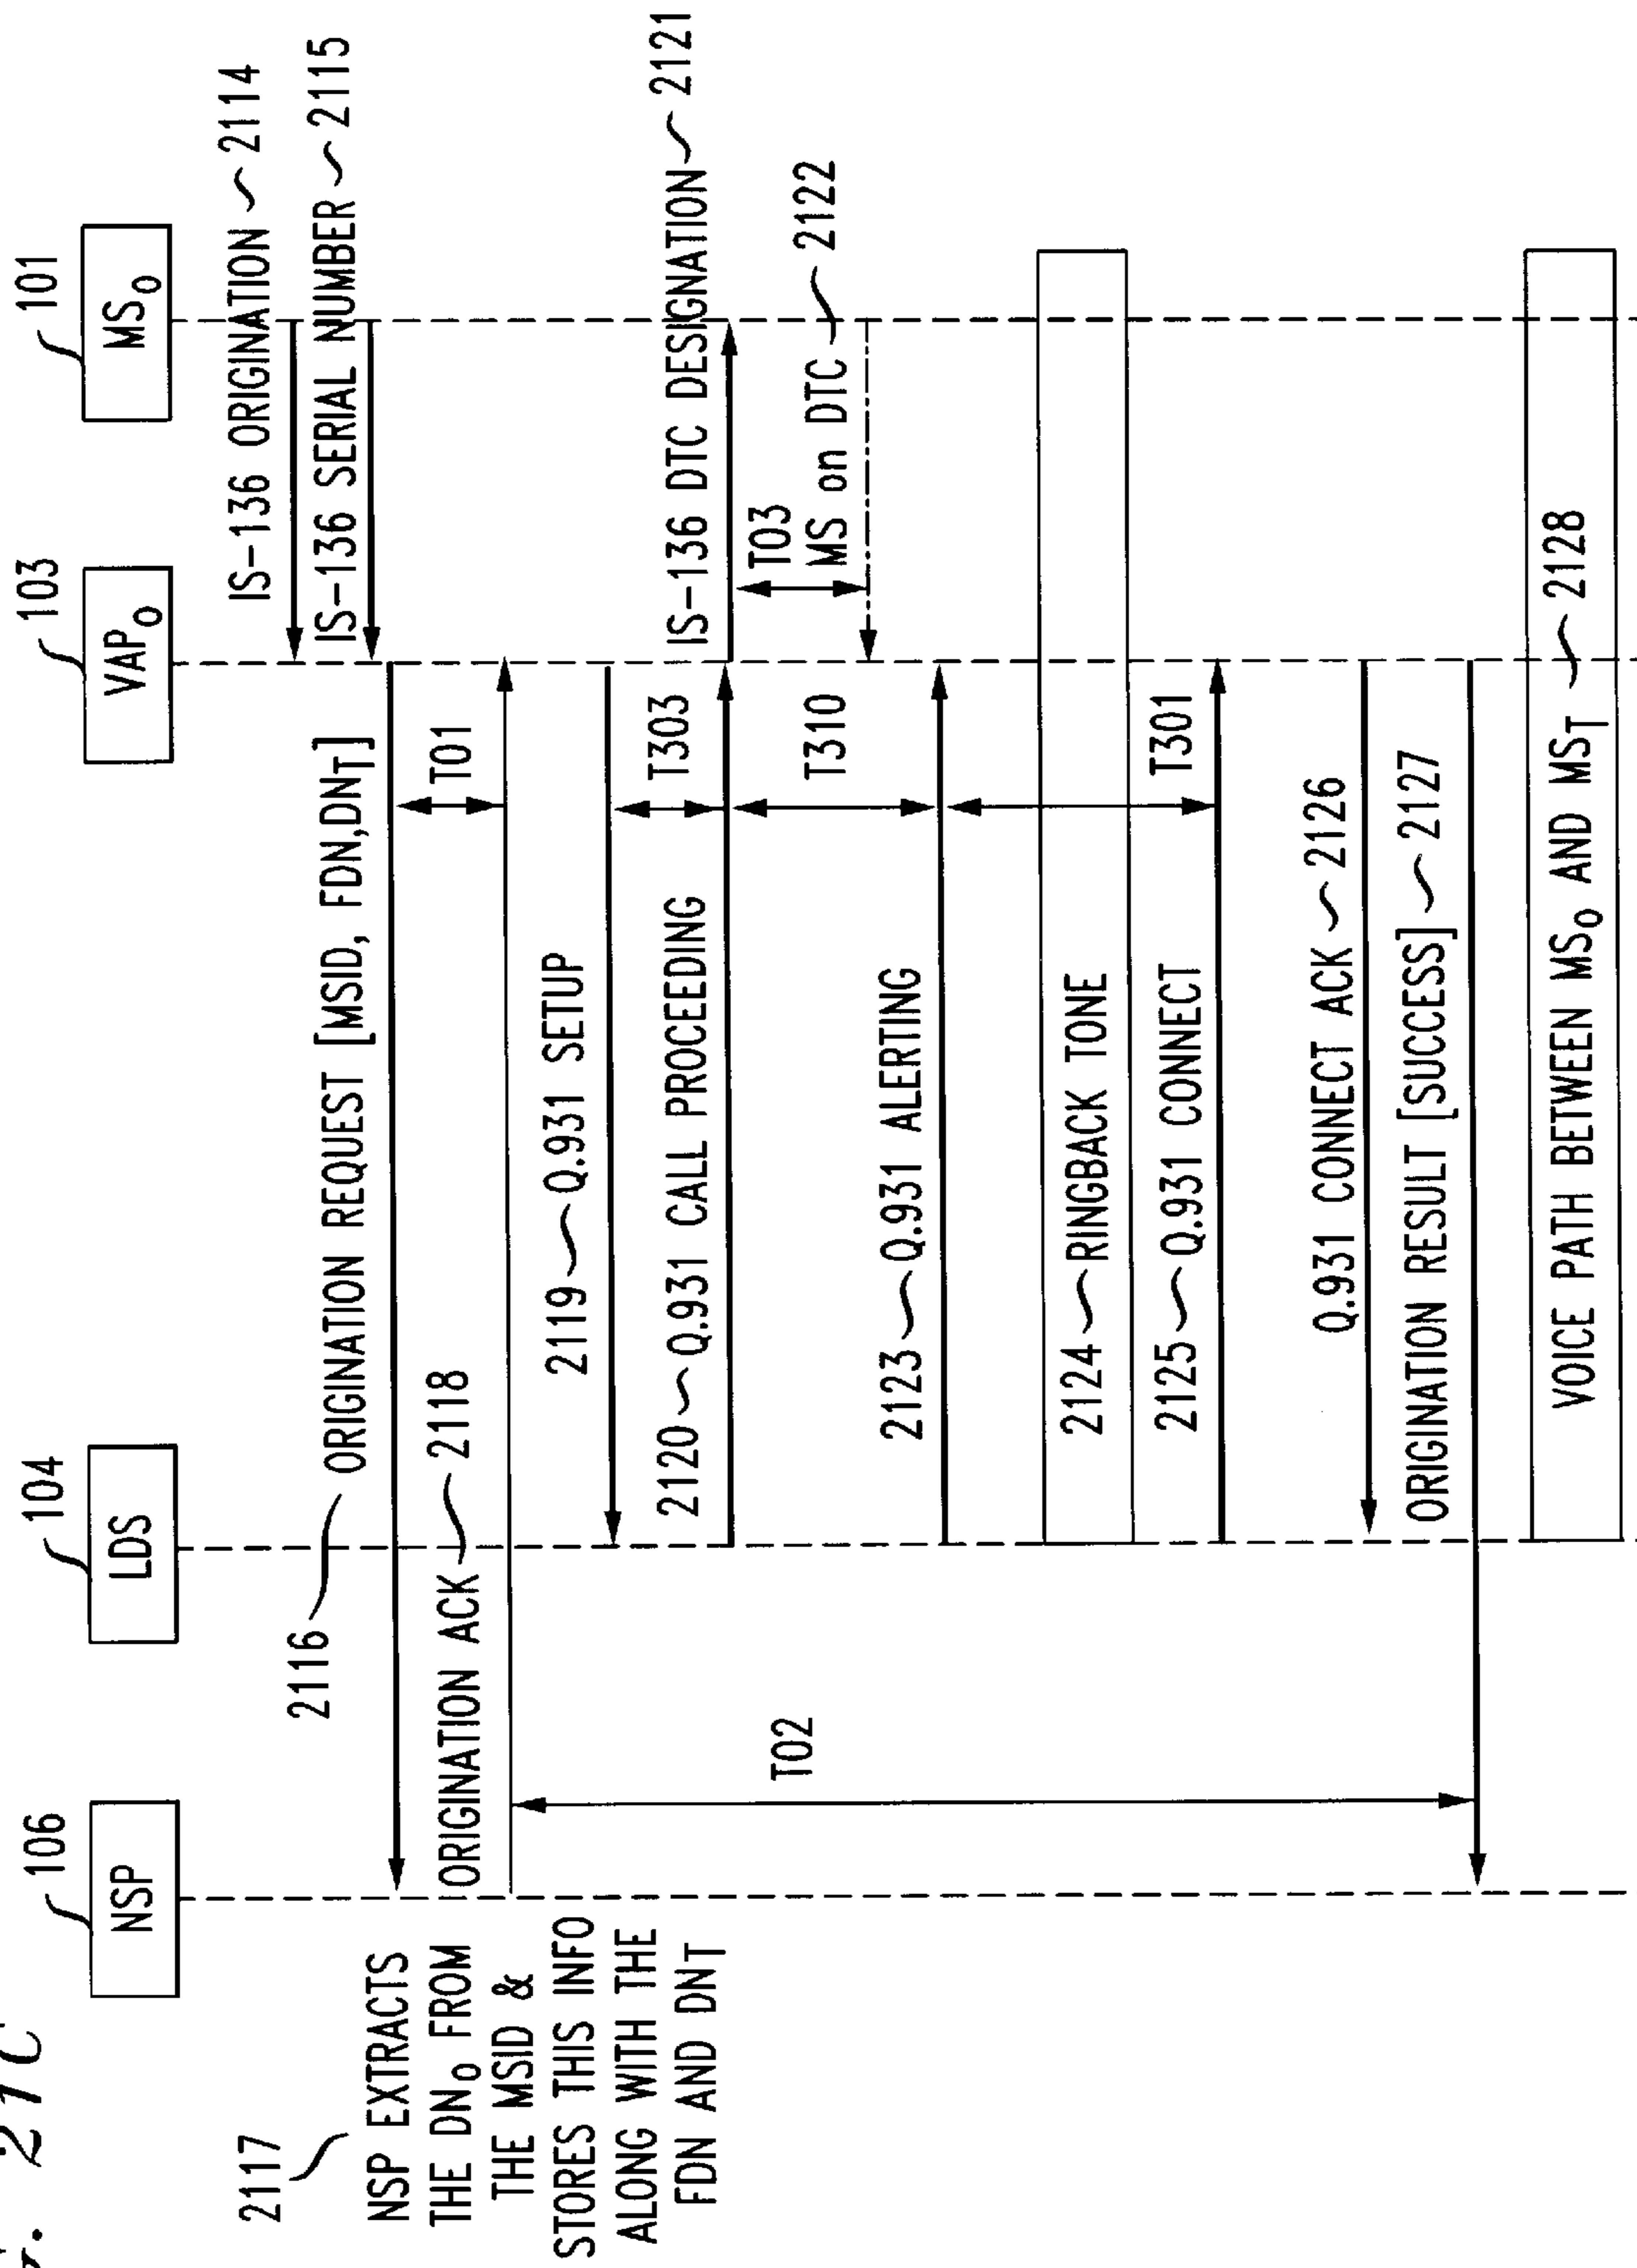 . 21C
106
NSP
104
LDS
103
VAP0
101
MS0
IS-136 ORIGINATION 2114
IS-136 SERIAL NUMBER 2115
2116 ORIGINATION REQUEST [MSID, FDN,DNT]
2117
NSP EXTRACTS
THE DN0 FROM
THE MSID &
STORES THIS INFO
ALONG WITH THE
FDN AND DNT
T01
ORIGINATION ACK 2118
2119 Q.931 SETUP
T303
2120 Q.931 CALL PROCEEDING
IS-136 DTC DESIGNATION 2121
T03
MS on DTC 2122
T02
T310
2123 Q.931 ALERTING
2124 RINGBACK TONE
T301
2125 Q.931 CONNECT
Q.931 CONNECT ACK 2126
ORIGINATION RESULT [SUCCESS] 2127
VOICE PATH BETWEEN MS0 AND MST 2128